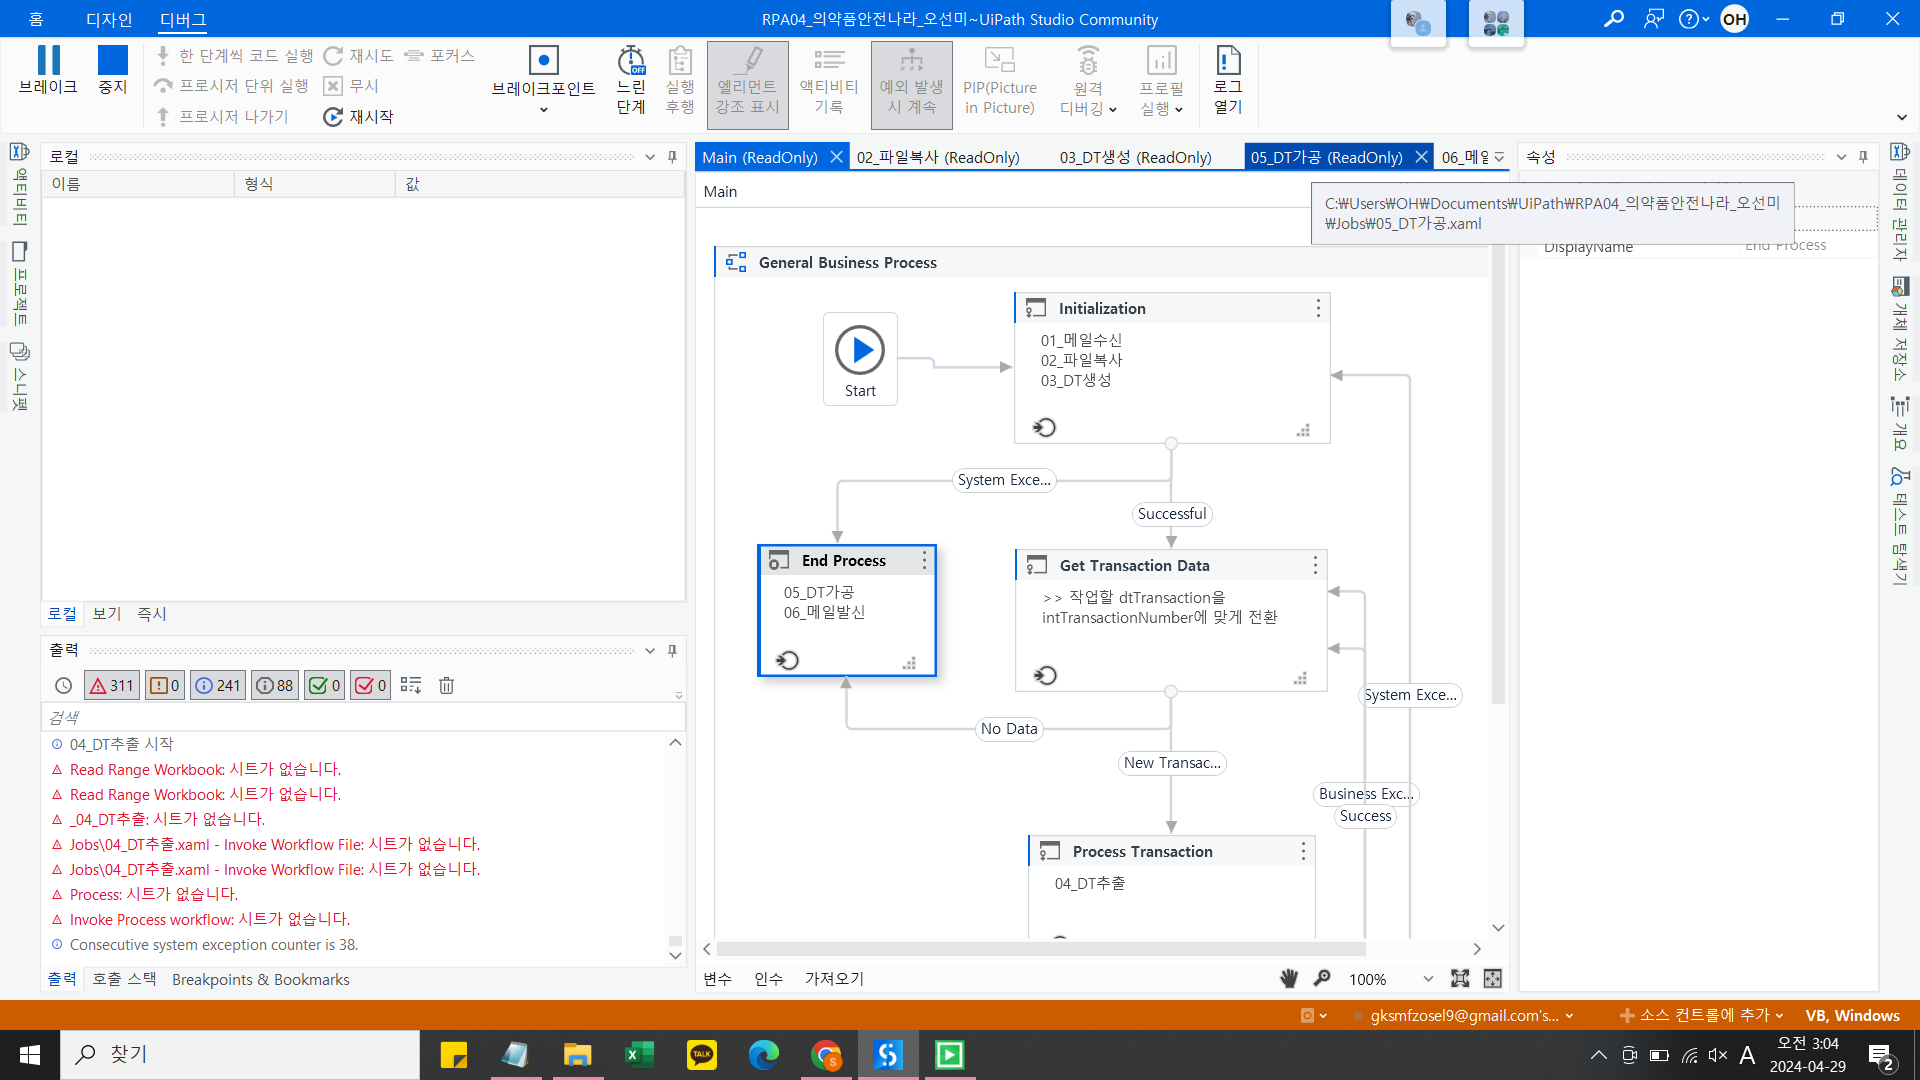 홈 디자인 디버그
RPA04_의약품안전나라_오선미~UiPath Studio Community
OH
브레이크
중지
한 단계씩 코드 실행
프로시저 단위 실행
프로시저 나가기
재시도
무시
재시작
포커스
브레이크포인트
느린
단계
실행
후행
엘리먼트
강조 표시
액티비티
기록
예외 발생
시 계속
PIP(Picture
in Picture)
원격
디버깅
프로필
실행
로그
열기
액티비티
프로젝트
스니펫
로컬
이름 형식 값
로컬 보기 즉시
출력
311 0 241 88 0 0
검색
04_DT추출 시작
Read Range Workbook: 시트가 없습니다.
Read Range Workbook: 시트가 없습니다.
_04_DT추출: 시트가 없습니다.
Jobs\04_DT추출.xaml - Invoke Workflow File: 시트가 없습니다.
Jobs\04_DT추출.xaml - Invoke Workflow File: 시트가 없습니다.
Process: 시트가 없습니다.
Invoke Process workflow: 시트가 없습니다.
Consecutive system exception counter is 38.
출력 호출 스택 Breakpoints & Bookmarks
Main (ReadOnly) 02_파일복사 (ReadOnly) 03_DT생성 (ReadOnly) 05_DT가공 (ReadOnly) 06_메일
Main
C:₩Users₩OH₩Documents₩UiPath₩RPA04_의약품안전나라_오선미
₩Jobs₩05_DT가공.xaml
General Business Process
Start
Initialization
01_메일수신
02_파일복사
03_DT생성
System Exce...
Successful
End Process
05_DT가공
06_메일발신
Get Transaction Data
>> 작업할 dtTransaction을
intTransactionNumber에 맞게 전환
No Data
New Transac...
System Exce...
Business Exc...
Success
Process Transaction
04_DT추출
변수 인수 가져오기
100%
속성
DisplayName End Process
데이터 관리자
개체 저장소
개요
테스트 탐색기
gksmfzosel9@gmail.com's...
소스 컨트롤에 추가
VB, Windows
찾기
TALK
S
A
오전 3:04
2024-04-29
2